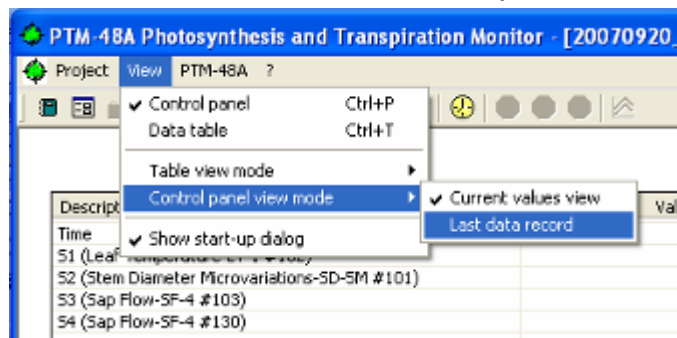 PTM-48A Photosynthesis and Transpiration Monitor - [20070920_
Project View PTM-48A ?
Control panel Ctrl+P
Data table Ctrl+T
Table view mode
Control panel view mode
Current values view
Last data record
Show start-up dialog
Descript
Val
Time
S1 (Leaf
S2 (Stem Diameter Microvariations-SD-5M #101)
S3 (Sap Flow-SF-4 #103)
S4 (Sap Flow-SF-4 #130)